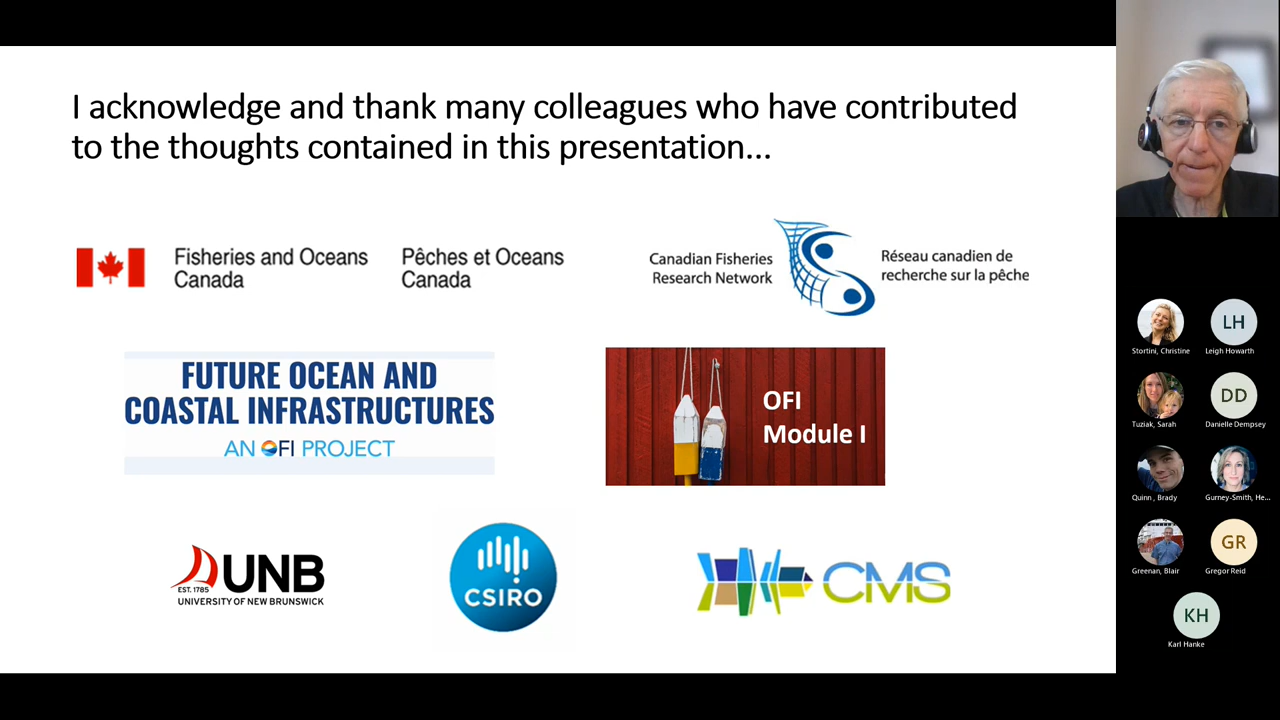 I acknowledge and thank many colleagues who have contributed
to the thoughts contained in this presentation...
Fisheries and Oceans
Canada
Pêches et Oceans
Canada
Canadian Fisheries
Research Network
Réseau canadien de
recherche sur la pêche
FUTURE OCEAN AND
COASTAL INFRASTRUCTURES
AN OFI PROJECT
OFI
Module I
EST. 1785
UNB
UNIVERSITY OF NEW BRUNSWICK
CSIRO
CMS
Stortini, Christine
LH
Leigh Howarth
Tuziak, Sarah
DD
Danielle Dempsey
Quinn , Brady
Gurney-Smith, He...
Greenan, Blair
GR
Gregor Reid
KH
Karl Hanke